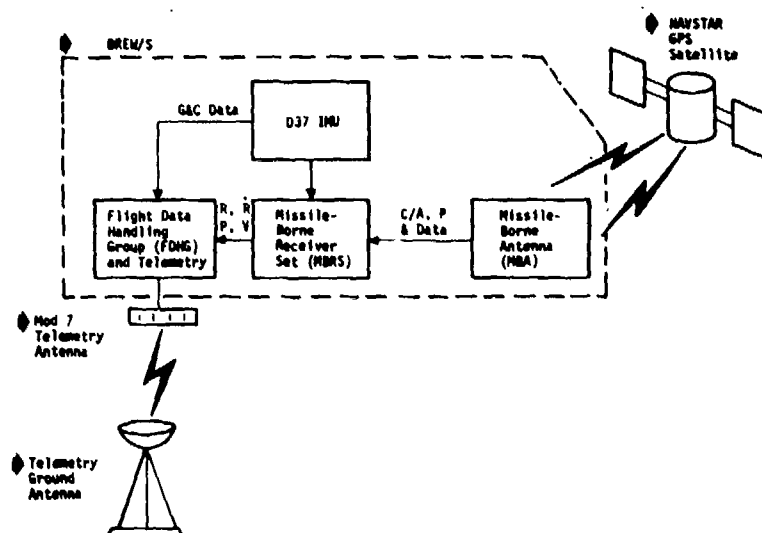 BREW/S
NAVSTAR
GPS
Satellite
G&C Data
D37 IMU
Flight Data
Handling
Group (FDHG)
and Telemetry
R, Ṙ
P, V
Missile-
Borne
Receiver
Set (MBRS)
C/A, P
& Data
Missile-
Borne
Antenna
(MBA)
Mod 7
Telemetry
Antenna
Telemetry
Ground
Antenna